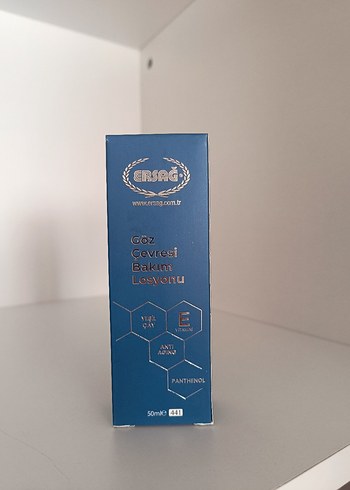 ERSAĞ
www.ersag.com.tr
Göz
Çevresi
Bakım
Losyonu
YEŞİL
ÇAY
E
VİTAMİNİ
ANTİ
AGING
PANTHENOL
50ml℮ 441